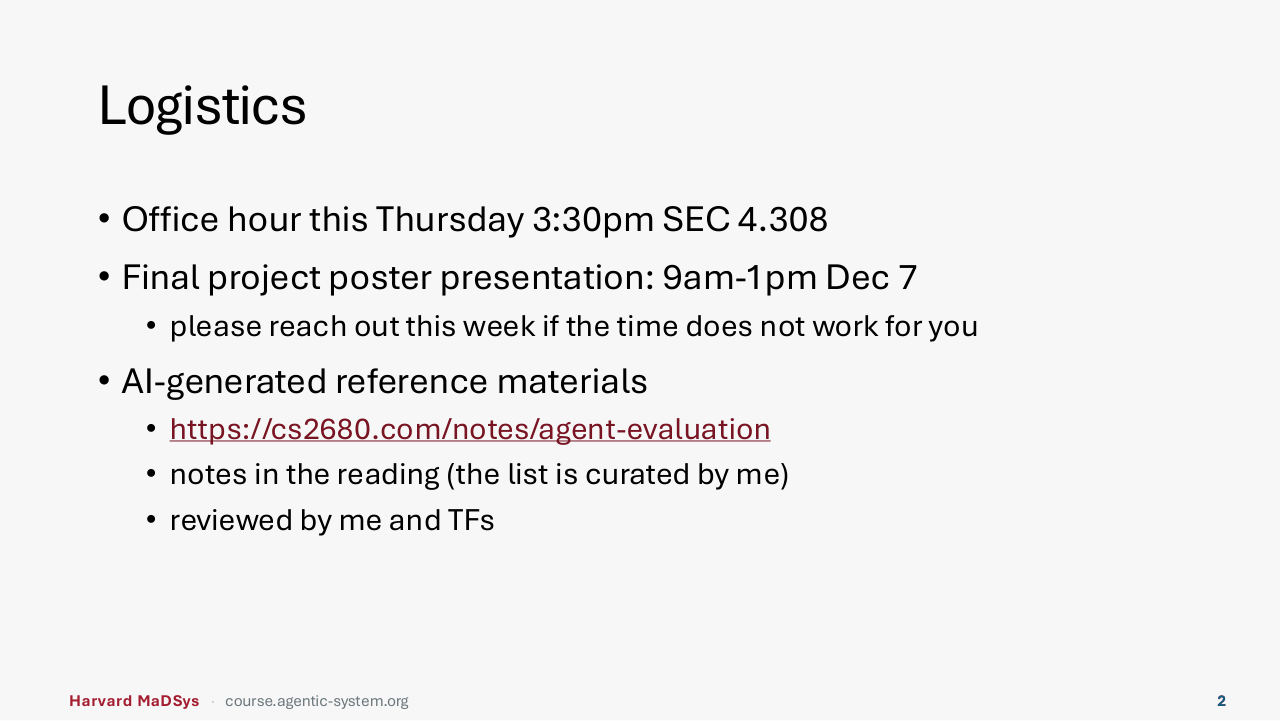 Logistics
• Office hour this Thursday 3:30pm SEC 4.308
• Final project poster presentation: 9am-1pm Dec 7
• please reach out this week if the time does not work for you
• AI-generated reference materials
• https://cs2680.com/notes/agent-evaluation
• notes in the reading (the list is curated by me)
• reviewed by me and TFs
Harvard MaDSys · course.agentic-system.org
2